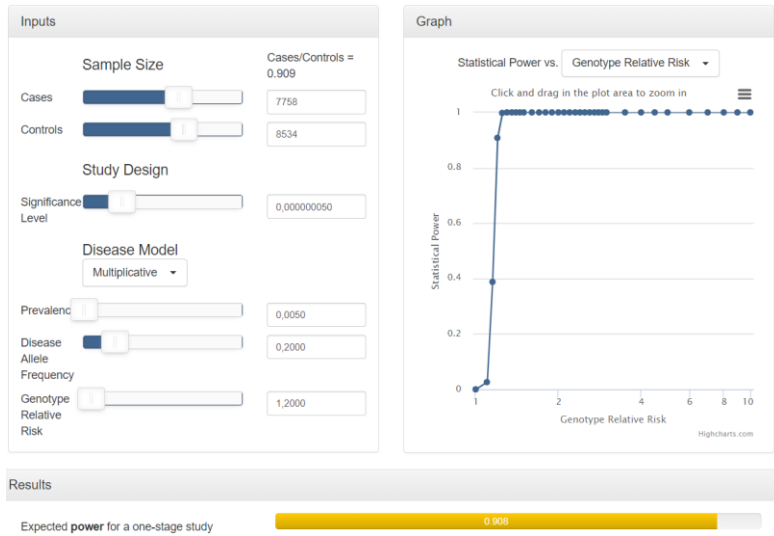 Inputs
Sample Size
Cases/Controls =
0.909
Cases
7758
Controls
8534
Study Design
Significance
Level
0,000000050
Disease Model
Multiplicative
Prevalenc
0,0050
Disease
Allele
Frequency
0,2000
Genotype
Relative
Risk
1,2000
Graph
Statistical Power vs. Genotype Relative Risk
Click and drag in the plot area to zoom in
Statistical Power
1
0.8
0.6
0.4
0.2
0
1 2 4 6 8 10
Genotype Relative Risk
Highcharts.com
Results
Expected power for a one-stage study
0.908